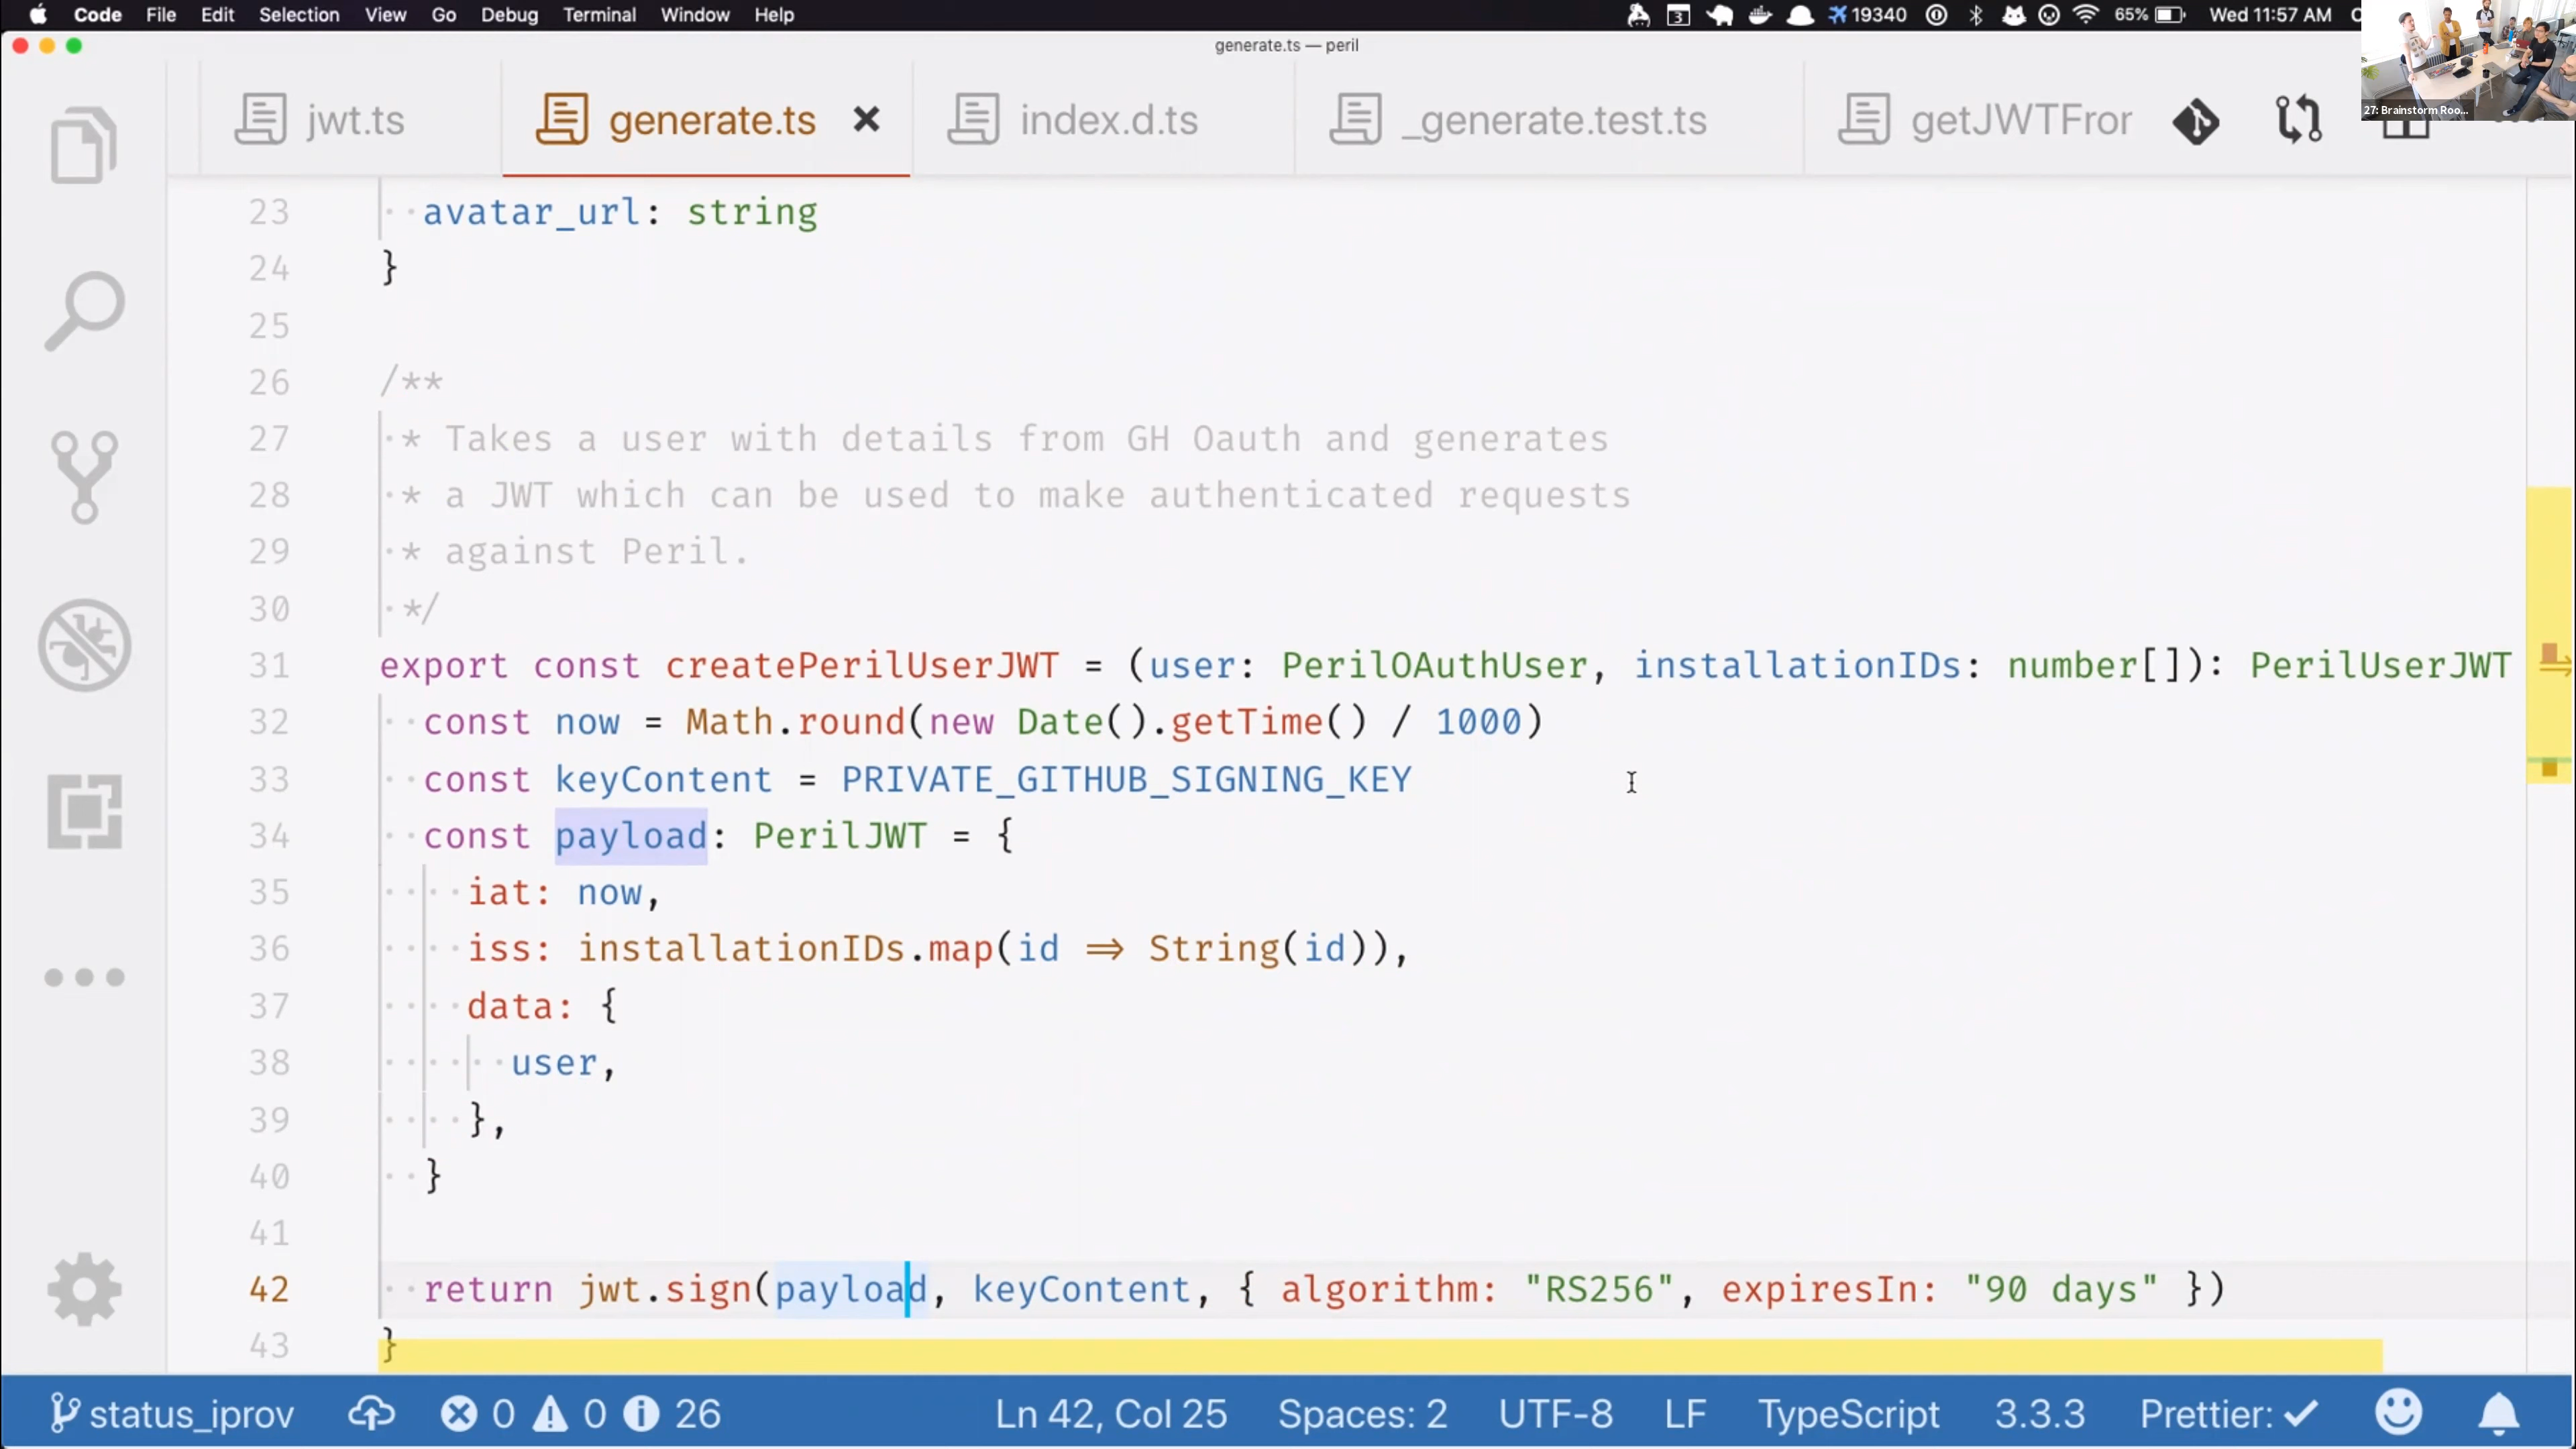 Code File Edit Selection View Go Debug Terminal Window Help 3 19340 65% Wed 11:57 AM
generate.ts — peril
27: Brainstorm Roo...
jwt.ts generate.ts index.d.ts _generate.test.ts getJWTFror
23 avatar_url: string
24 }
25
26 /**
27 * Takes a user with details from GH Oauth and generates
28 * a JWT which can be used to make authenticated requests
29 * against Peril.
30 */
31 export const createPerilUserJWT = (user: PerilOAuthUser, installationIDs: number[]): PerilUserJWT
32 const now = Math.round(new Date().getTime() / 1000)
33 const keyContent = PRIVATE_GITHUB_SIGNING_KEY
34 const payload: PerilJWT = {
35 iat: now,
36 iss: installationIDs.map(id => String(id)),
37 data: {
38 user,
39 },
40 }
41
42 return jwt.sign(payload, keyContent, { algorithm: "RS256", expiresIn: "90 days" })
43 }
status_iprov 0 0 26 Ln 42, Col 25 Spaces: 2 UTF-8 LF TypeScript 3.3.3 Prettier: ✓